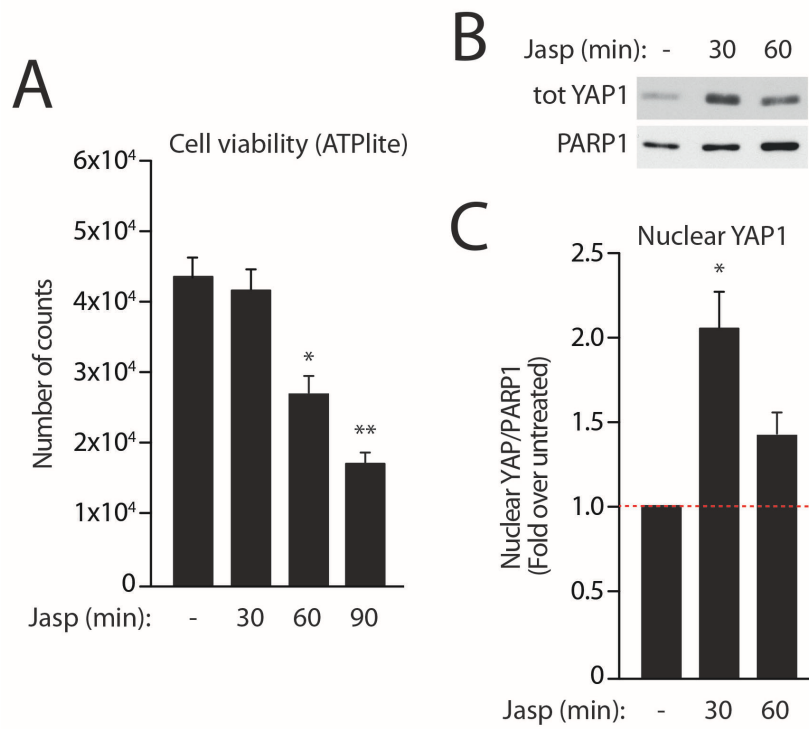 A
Cell viability (ATPlite)
Number of counts
6x10⁴
5x10⁴
4x10⁴
3x10⁴
2x10⁴
1x10⁴
0
*
**
Jasp (min): - 30 60 90
B
Jasp (min): - 30 60
tot YAP1
PARP1
C
Nuclear YAP1
Nuclear YAP/PARP1
(Fold over untreated)
2.5
2.0
1.5
1.0
0.5
0
*
Jasp (min): - 30 60